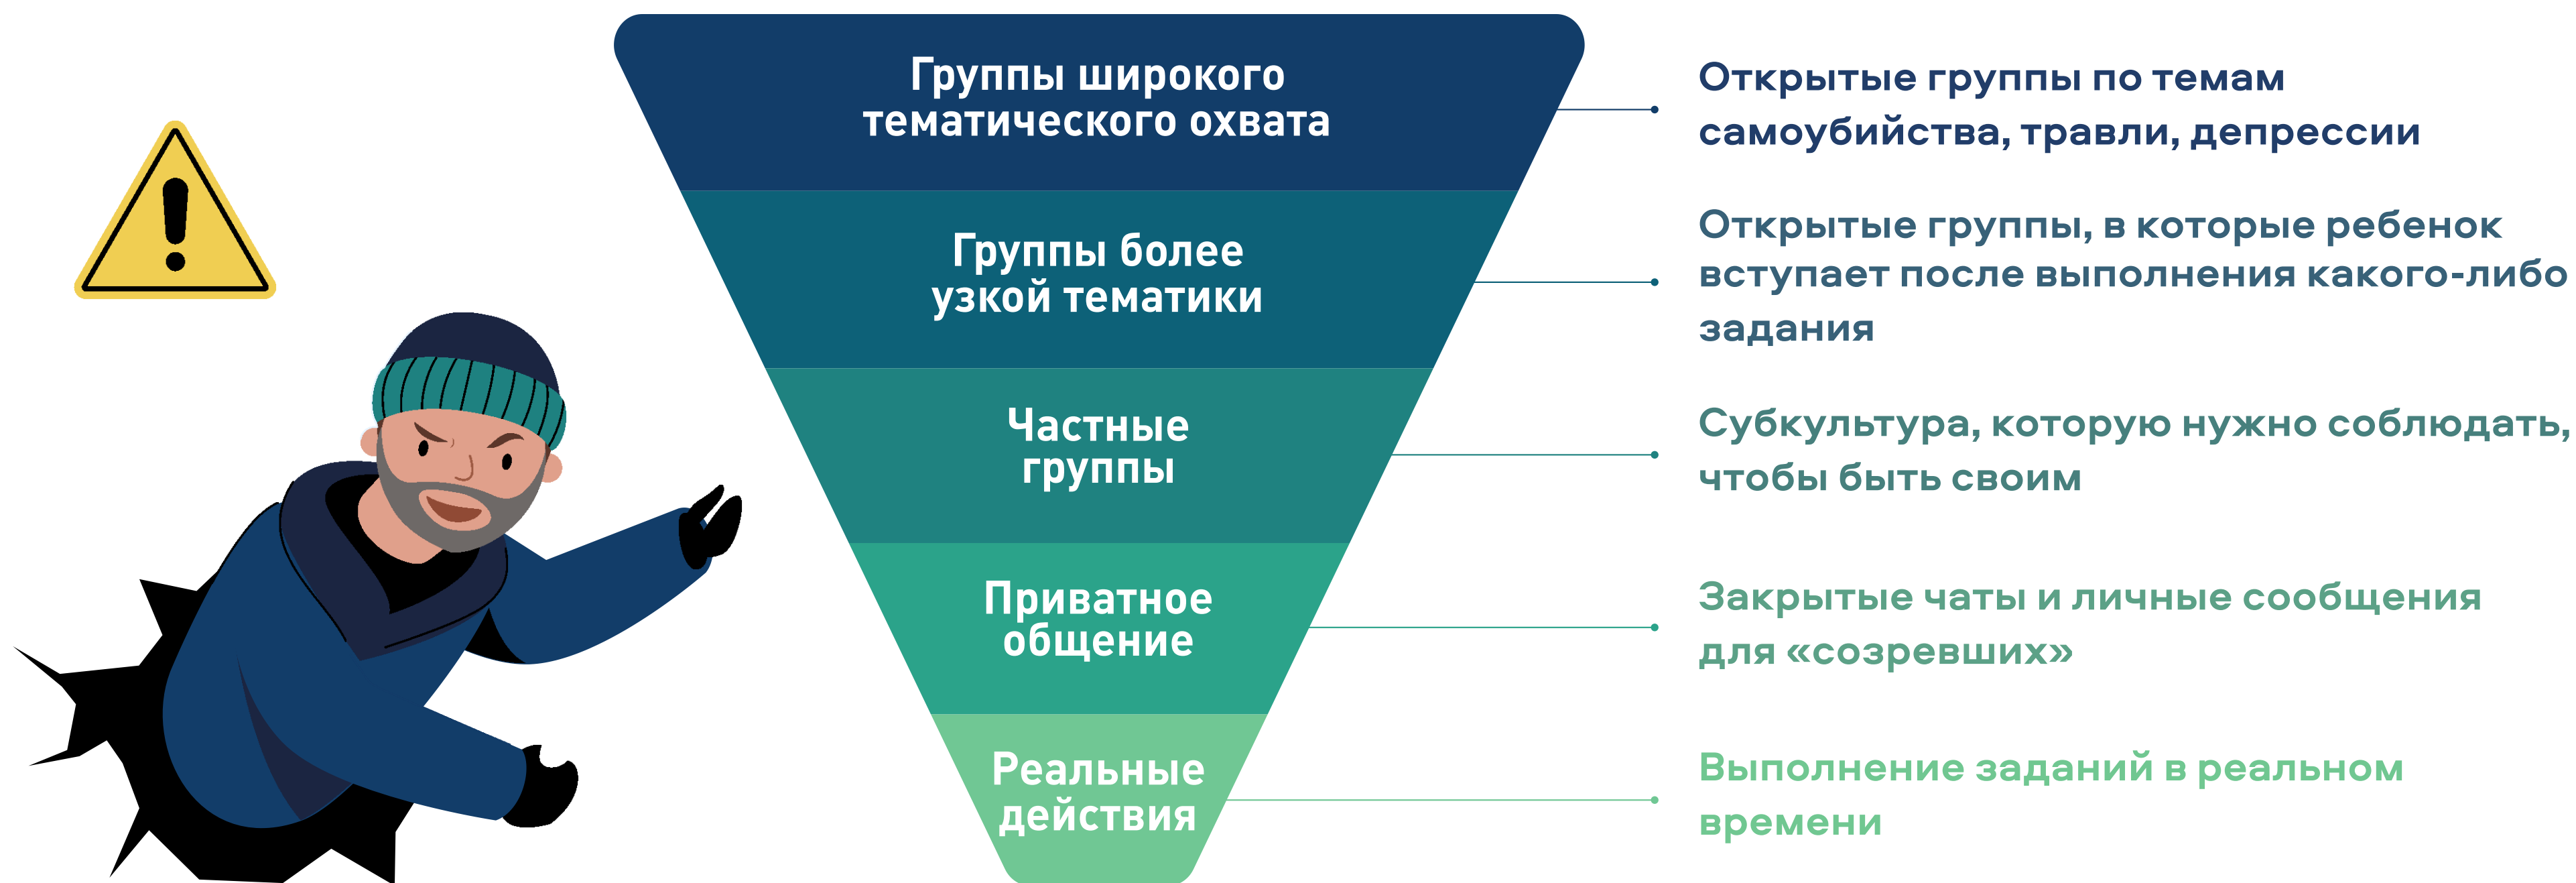 Группы широкого
тематического охвата
Открытые группы по темам
самоубийства, травли, депрессии
Группы более
узкой тематики
Открытые группы, в которые ребенок
вступает после выполнения какого-либо
задания
Частные
группы
Субкультура, которую нужно соблюдать,
чтобы быть своим
Приватное
общение
Закрытые чаты и личные сообщения
для «созревших»
Реальные
действия
Выполнение заданий в реальном
времени